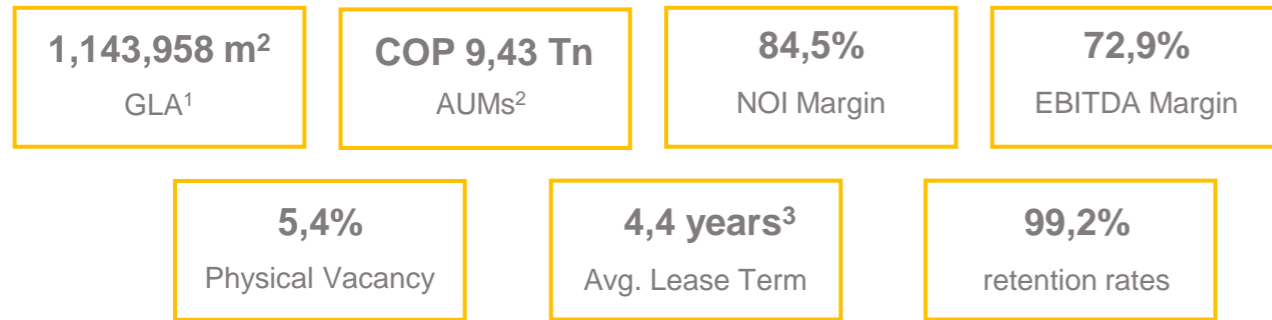 1,143,958 m²
GLA¹
COP 9,43 Tn
AUMs²
84,5%
NOI Margin
72,9%
EBITDA Margin
5,4%
Physical Vacancy
4,4 years³
Avg. Lease Term
99,2%
retention rates